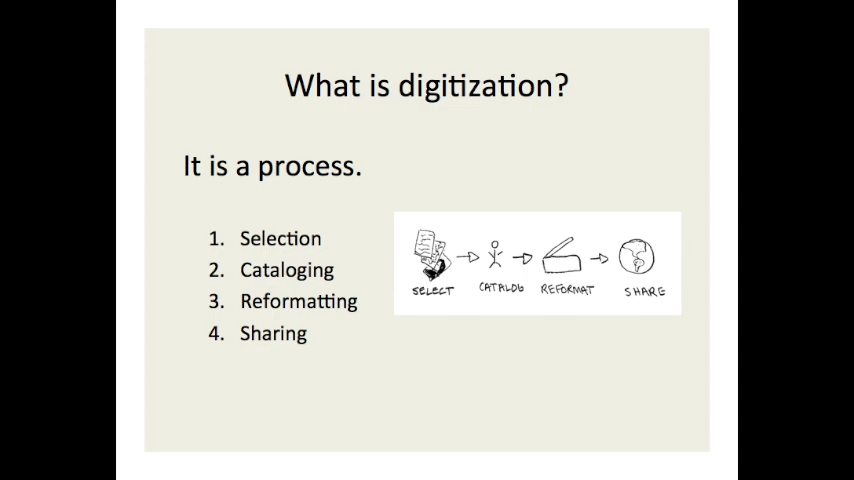 What is digitization?
It is a process.
1. Selection
2. Cataloging
3. Reformatting
4. Sharing
SELECT CATALOG REFORMAT SHARE